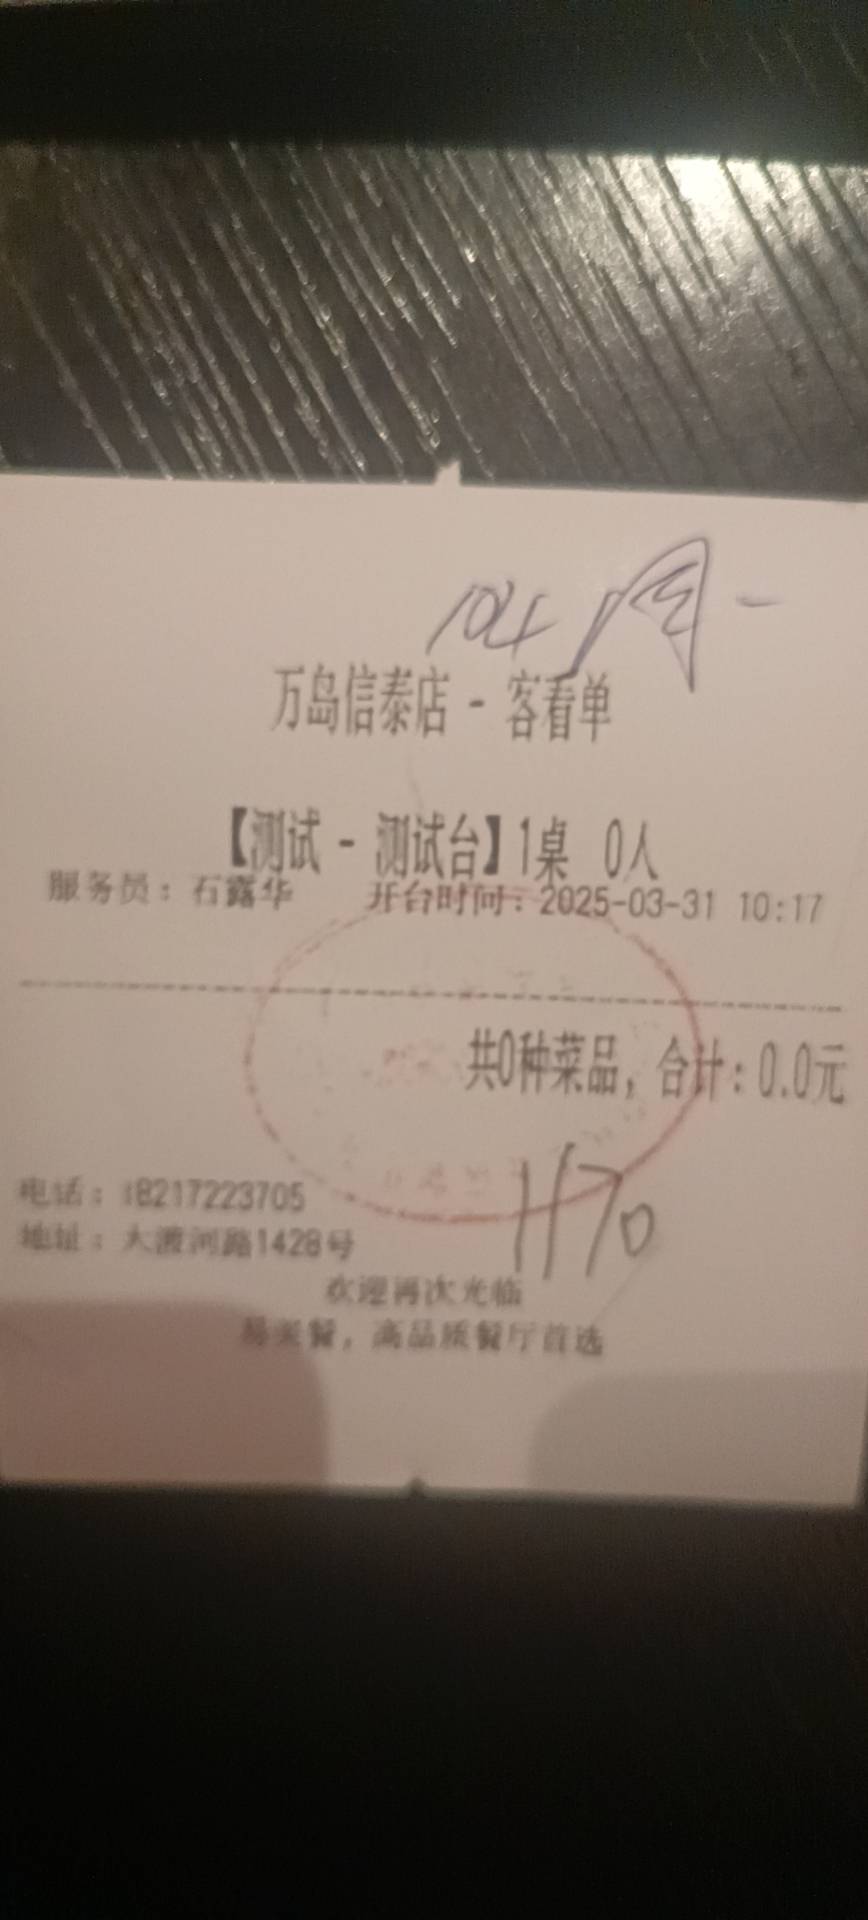 104 周一
万岛信泰店 - 客看单
【测试 - 测试台】1桌 0人
服务员：石露华 开台时间：2025-03-31 10:17
共0种菜品，合计：0.0元
1170
电话：18217223705
地址：大渡河路1428号
欢迎再次光临
易来餐，高品质餐厅首选